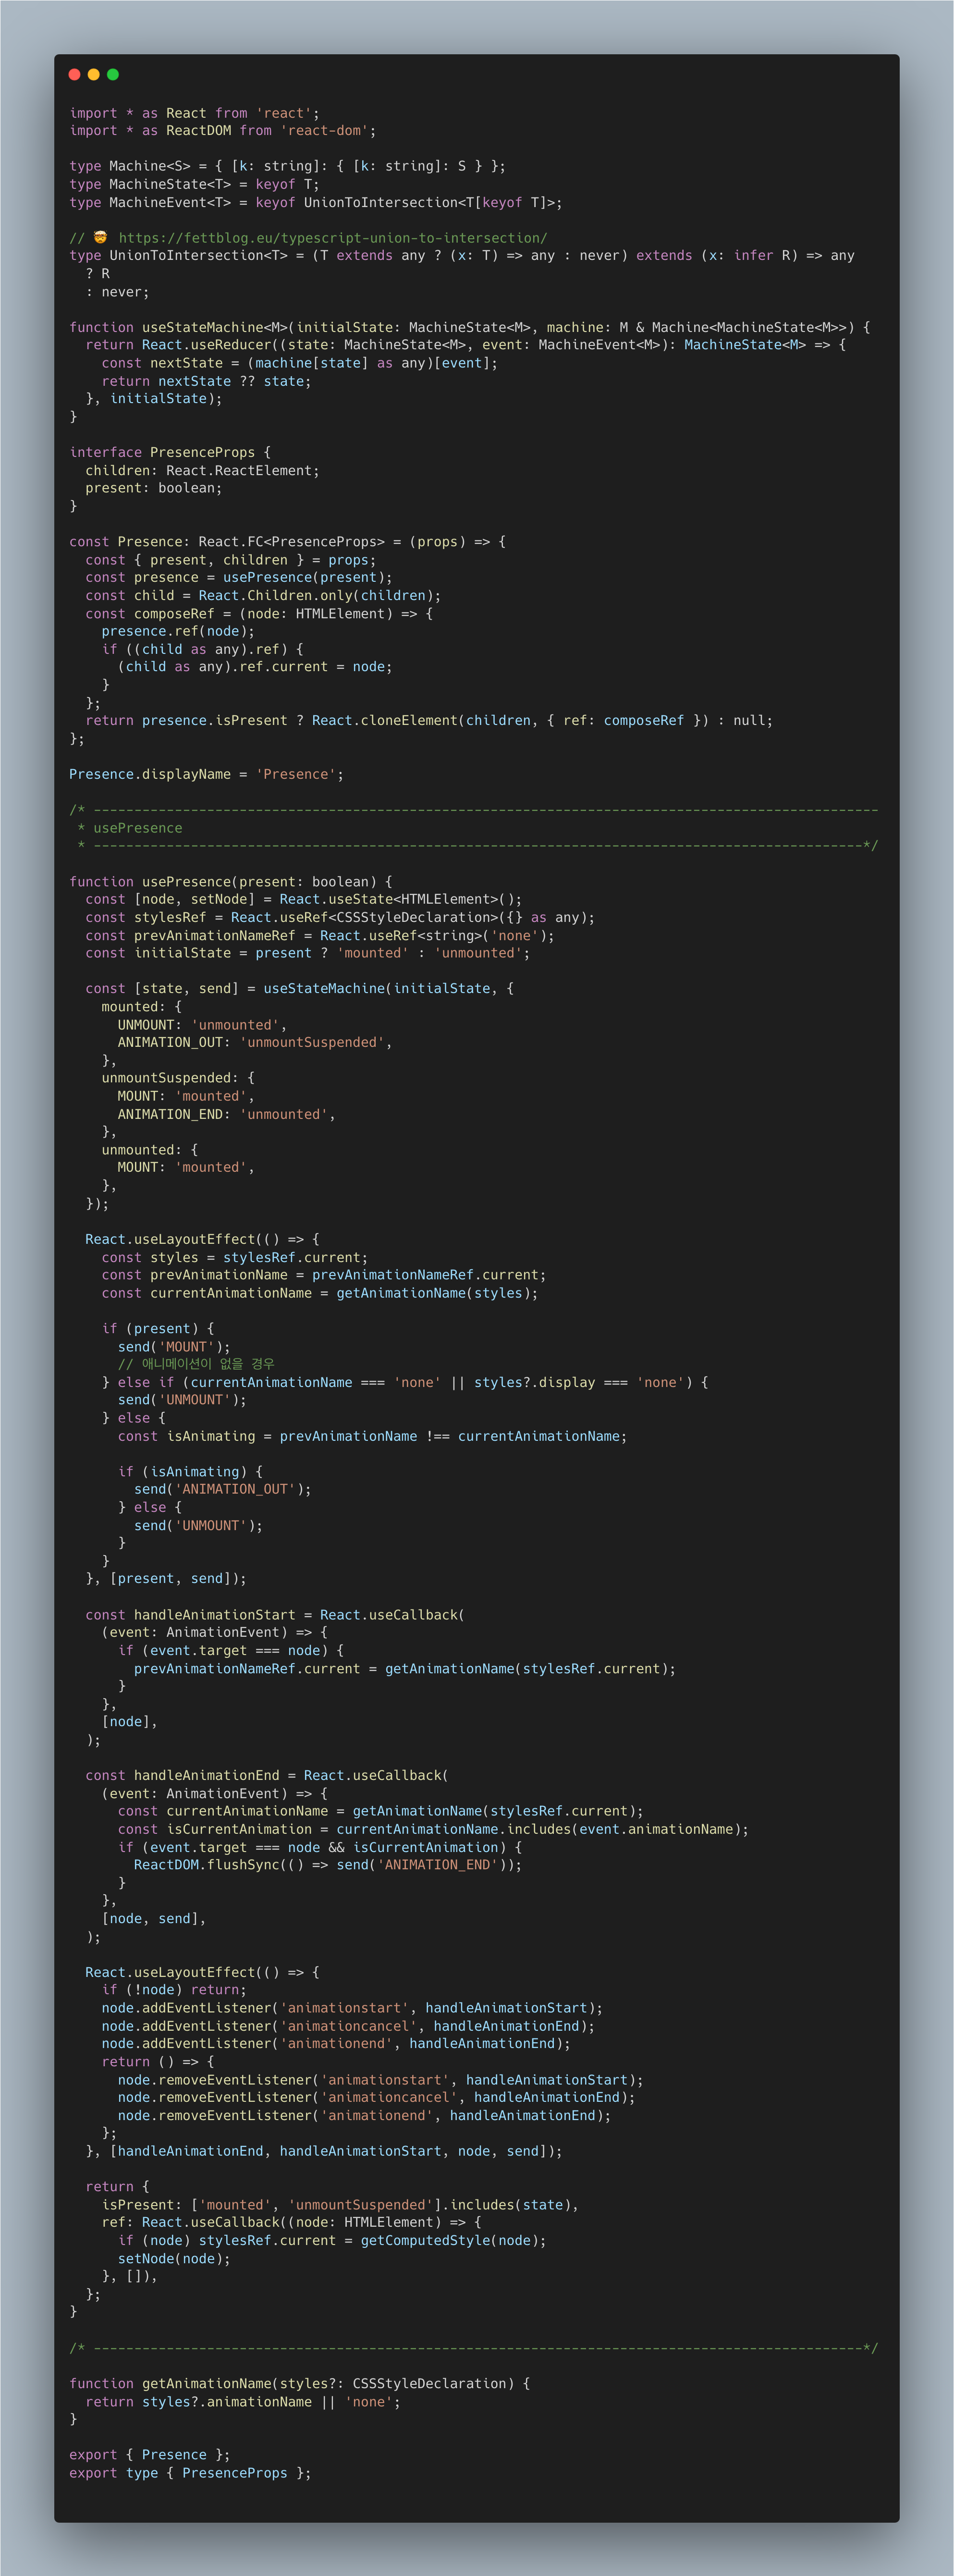 import * as React from 'react';
import * as ReactDOM from 'react-dom';

type Machine<S> = { [k: string]: { [k: string]: S } };
type MachineState<T> = keyof T;
type MachineEvent<T> = keyof UnionToIntersection<T[keyof T]>;

// 🤯 https://fettblog.eu/typescript-union-to-intersection/
type UnionToIntersection<T> = (T extends any ? (x: T) => any : never) extends (x: infer R) => any
  ? R
  : never;

function useStateMachine<M>(initialState: MachineState<M>, machine: M & Machine<MachineState<M>>) {
  return React.useReducer((state: MachineState<M>, event: MachineEvent<M>): MachineState<M> => {
    const nextState = (machine[state] as any)[event];
    return nextState ?? state;
  }, initialState);
}

interface PresenceProps {
  children: React.ReactElement;
  present: boolean;
}

const Presence: React.FC<PresenceProps> = (props) => {
  const { present, children } = props;
  const presence = usePresence(present);
  const child = React.Children.only(children);
  const composeRef = (node: HTMLElement) => {
    presence.ref(node);
    if ((child as any).ref) {
      (child as any).ref.current = node;
    }
  };
  return presence.isPresent ? React.cloneElement(children, { ref: composeRef }) : null;
};

Presence.displayName = 'Presence';

/* -------------------------------------------------------------------------------------------------
 * usePresence
 * -----------------------------------------------------------------------------------------------*/

function usePresence(present: boolean) {
  const [node, setNode] = React.useState<HTMLElement>();
  const stylesRef = React.useRef<CSSStyleDeclaration>({} as any);
  const prevAnimationNameRef = React.useRef<string>('none');
  const initialState = present ? 'mounted' : 'unmounted';

  const [state, send] = useStateMachine(initialState, {
    mounted: {
      UNMOUNT: 'unmounted',
      ANIMATION_OUT: 'unmountSuspended',
    },
    unmountSuspended: {
      MOUNT: 'mounted',
      ANIMATION_END: 'unmounted',
    },
    unmounted: {
      MOUNT: 'mounted',
    },
  });

  React.useLayoutEffect(() => {
    const styles = stylesRef.current;
    const prevAnimationName = prevAnimationNameRef.current;
    const currentAnimationName = getAnimationName(styles);

    if (present) {
      send('MOUNT');
      // 애니메이션이 없을 경우
    } else if (currentAnimationName === 'none' || styles?.display === 'none') {
      send('UNMOUNT');
    } else {
      const isAnimating = prevAnimationName !== currentAnimationName;

      if (isAnimating) {
        send('ANIMATION_OUT');
      } else {
        send('UNMOUNT');
      }
    }
  }, [present, send]);

  const handleAnimationStart = React.useCallback(
    (event: AnimationEvent) => {
      if (event.target === node) {
        prevAnimationNameRef.current = getAnimationName(stylesRef.current);
      }
    },
    [node],
  );

  const handleAnimationEnd = React.useCallback(
    (event: AnimationEvent) => {
      const currentAnimationName = getAnimationName(stylesRef.current);
      const isCurrentAnimation = currentAnimationName.includes(event.animationName);
      if (event.target === node && isCurrentAnimation) {
        ReactDOM.flushSync(() => send('ANIMATION_END'));
      }
    },
    [node, send],
  );

  React.useLayoutEffect(() => {
    if (!node) return;
    node.addEventListener('animationstart', handleAnimationStart);
    node.addEventListener('animationcancel', handleAnimationEnd);
    node.addEventListener('animationend', handleAnimationEnd);
    return () => {
      node.removeEventListener('animationstart', handleAnimationStart);
      node.removeEventListener('animationcancel', handleAnimationEnd);
      node.removeEventListener('animationend', handleAnimationEnd);
    };
  }, [handleAnimationEnd, handleAnimationStart, node, send]);

  return {
    isPresent: ['mounted', 'unmountSuspended'].includes(state),
    ref: React.useCallback((node: HTMLElement) => {
      if (node) stylesRef.current = getComputedStyle(node);
      setNode(node);
    }, []),
  };
}

/* -----------------------------------------------------------------------------------------------*/

function getAnimationName(styles?: CSSStyleDeclaration) {
  return styles?.animationName || 'none';
}

export { Presence };
export type { PresenceProps };